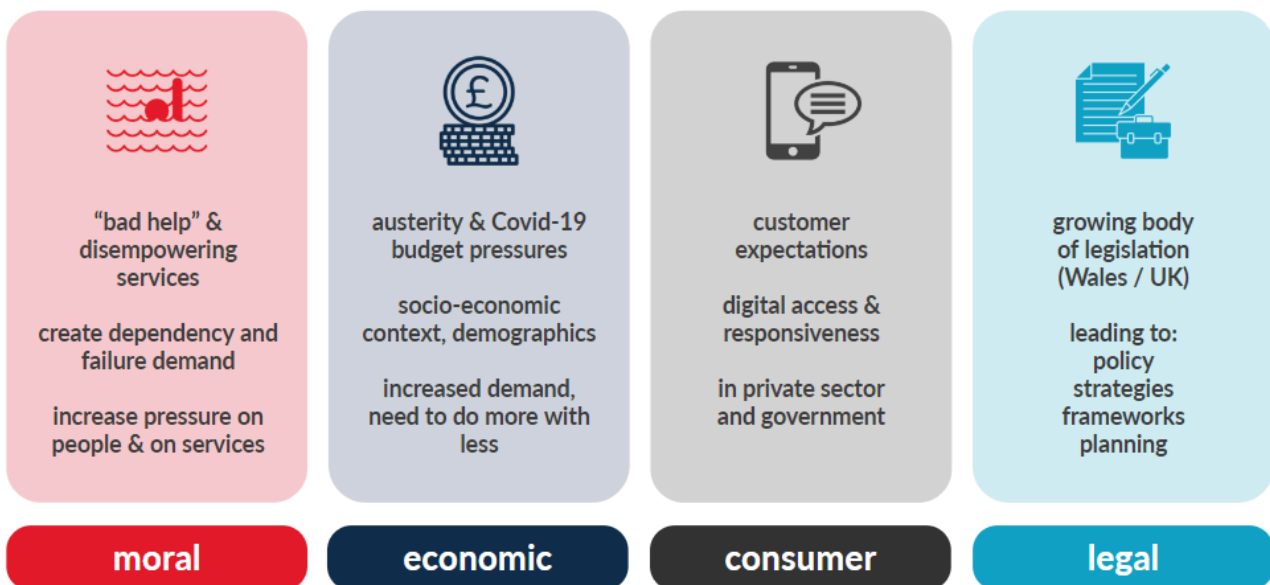 “bad help” &
disempowering
services
create dependency and
failure demand
increase pressure on
people & on services
moral
£
austerity & Covid-19
budget pressures
socio-economic
context, demographics
increased demand,
need to do more with
less
economic
customer
expectations
digital access &
responsiveness
in private sector
and government
consumer
growing body
of legislation
(Wales / UK)
leading to:
policy
strategies
frameworks
planning
legal